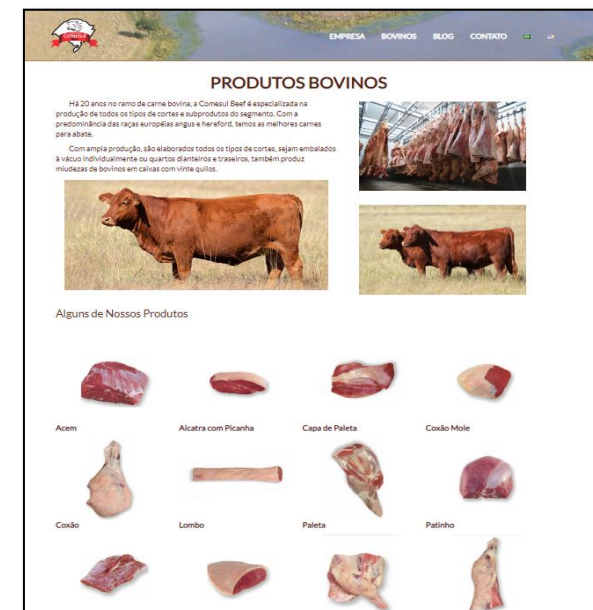 Comesul
EMPRESA BOVINOS BLOG CONTATO
PRODUTOS BOVINOS
Há 20 anos no ramo de carne bovina, a Comesul Beef é especializada na
produção de todos os tipos de cortes e subprodutos do segmento. Com a
predominância das raças européias angus e hereford, temos as melhores carnes
para abate.
Com ampla produção, são elaborados todos os tipos de cortes, sejam embalados
à vácuo individualmente ou quartos dianteiros e traseiros, também produz
miudezas de bovinos em caixas com vinte quilos.
Alguns de Nossos Produtos
Acem Alcatra com Picanha Capa de Paleta Coxão Mole
Coxão Lombo Paleta Patinho